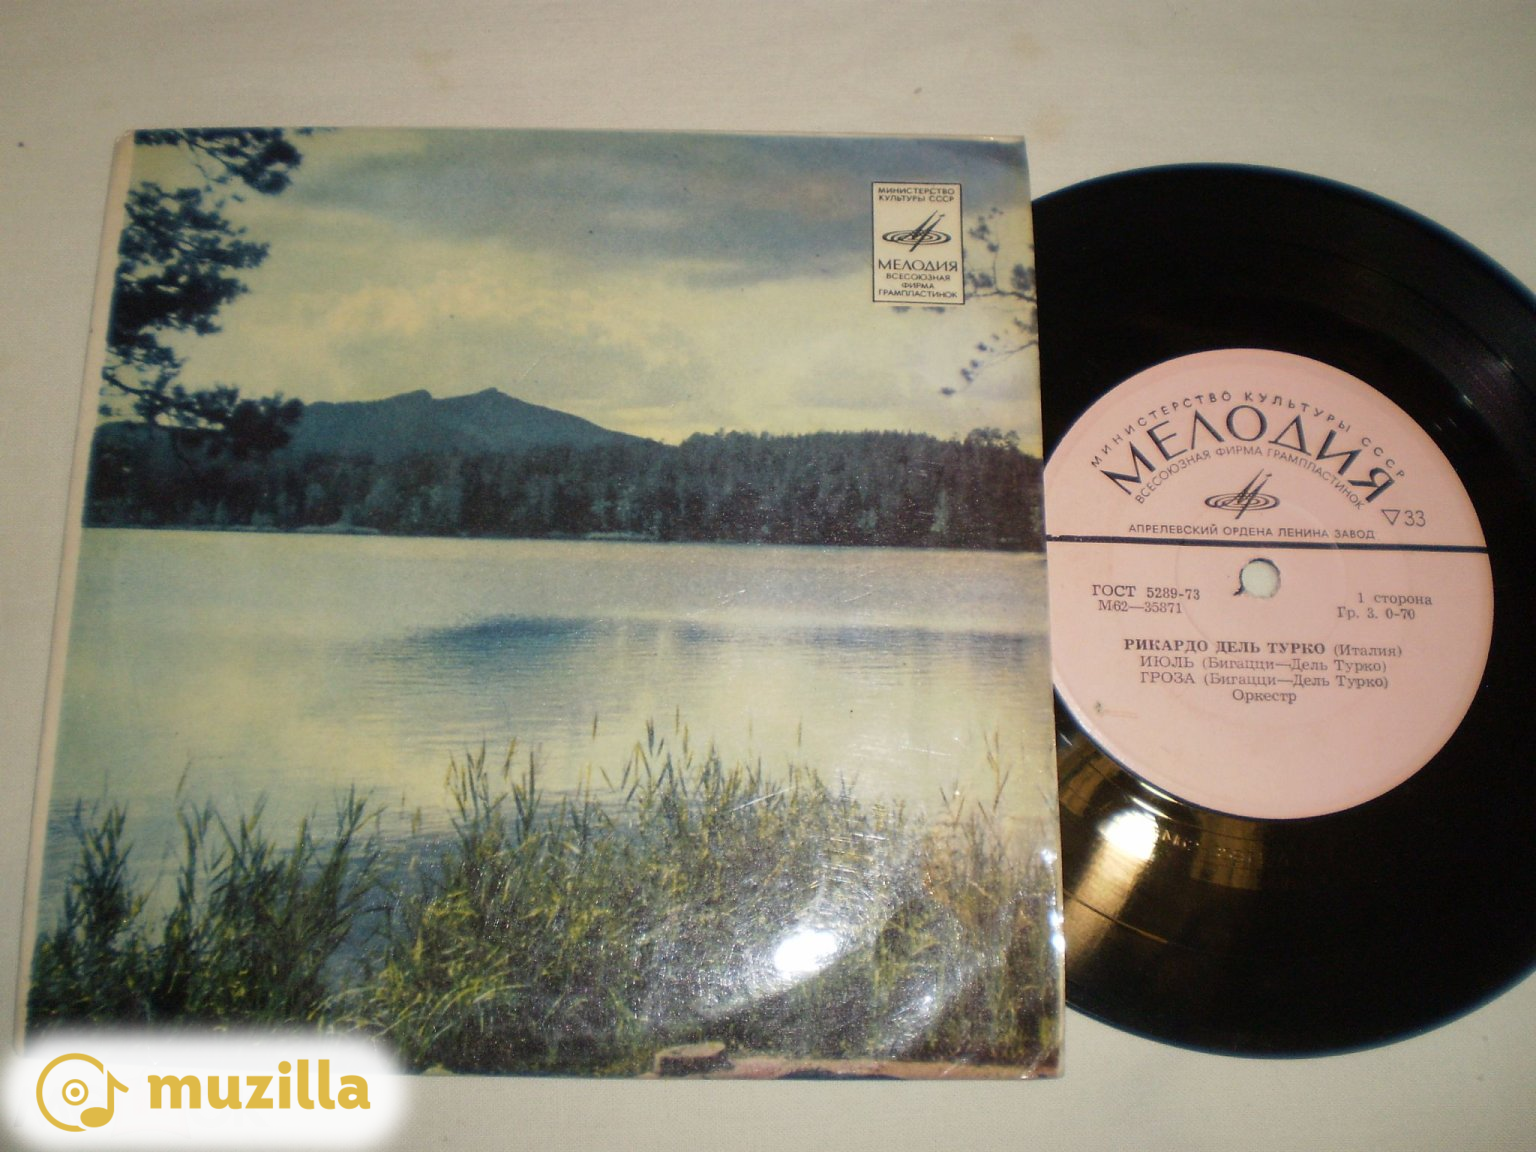 МИНИСТЕРСТВО
КУЛЬТУРЫ СССР
МЕЛОДИЯ
ВСЕСОЮЗНАЯ
ФИРМА
ГРАМПЛАСТИНОК
МИНИСТЕРСТВО КУЛЬТУРЫ СССР
МЕЛОДИЯ
ВСЕСОЮЗНАЯ ФИРМА ГРАМПЛАСТИНОК
33
АПРЕЛЕВСКИЙ ОРДЕНА ЛЕНИНА ЗАВОД
ГОСТ 5289-73
М62—35871
1 сторона
Гр. 3. 0-70
РИКАРДО ДЕЛЬ ТУРКО (Италия)
ИЮЛЬ (Бигацци—Дель Турко)
ГРОЗА (Бигацци—Дель Турко)
Оркестр
muzilla